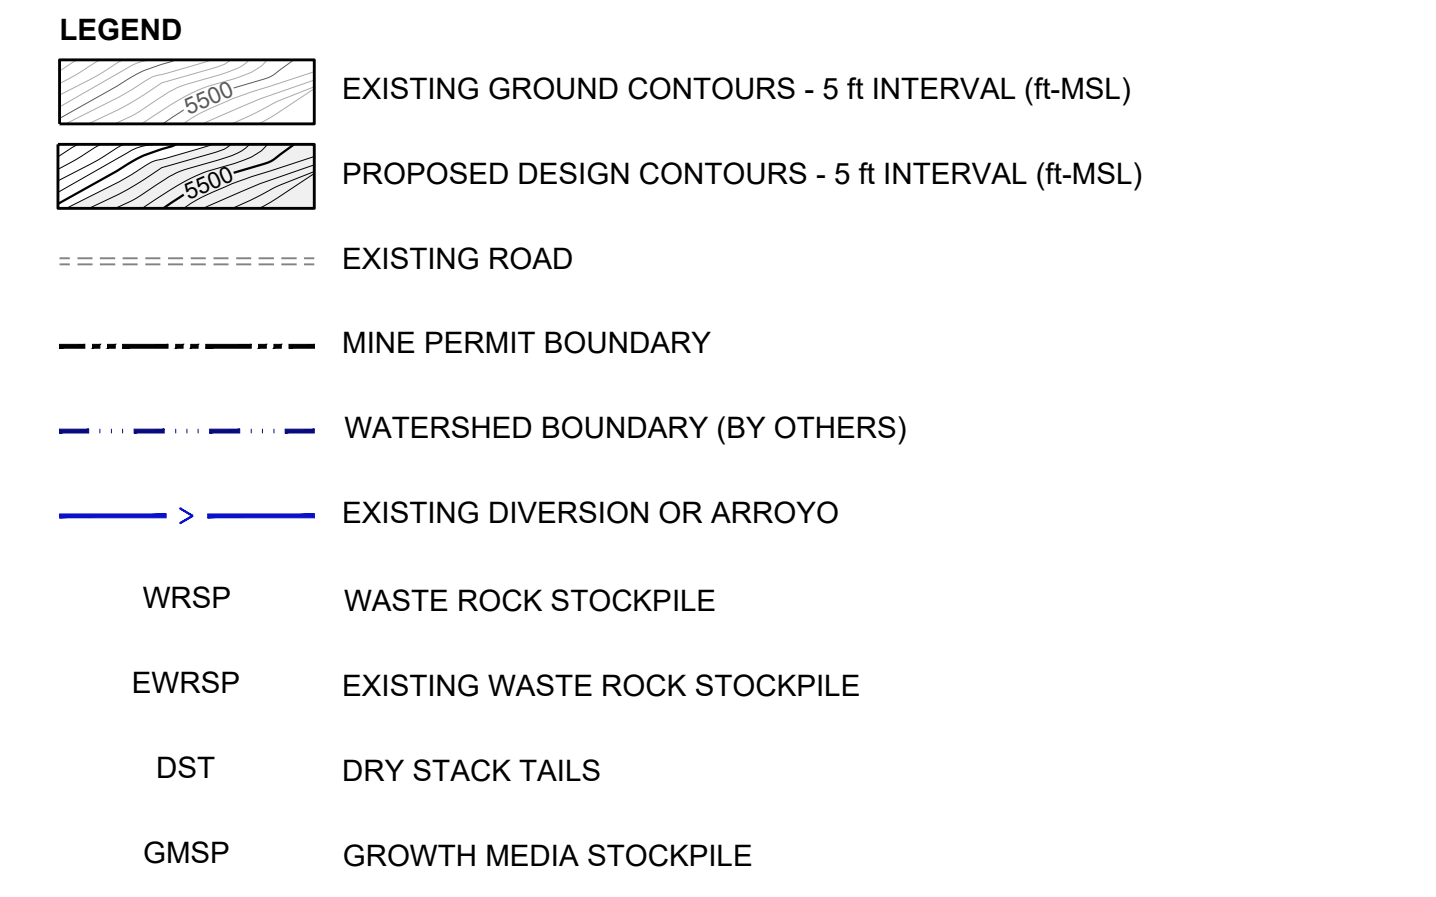 LEGEND
5500
EXISTING GROUND CONTOURS - 5 ft INTERVAL (ft-MSL)
5500
PROPOSED DESIGN CONTOURS - 5 ft INTERVAL (ft-MSL)
EXISTING ROAD
MINE PERMIT BOUNDARY
WATERSHED BOUNDARY (BY OTHERS)
EXISTING DIVERSION OR ARROYO
WRSP WASTE ROCK STOCKPILE
EWRSP EXISTING WASTE ROCK STOCKPILE
DST DRY STACK TAILS
GMSP GROWTH MEDIA STOCKPILE